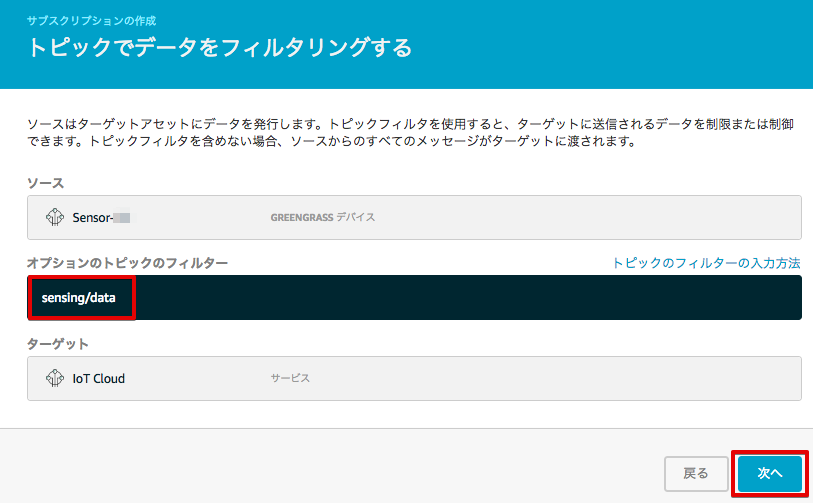 サブスクリプションの作成
トピックでデータをフィルタリングする
ソースはターゲットアセットにデータを発行します。トピックフィルタを使用すると、ターゲットに送信されるデータを制限または制御
できます。トピックフィルタを含めない場合、ソースからのすべてのメッセージがターゲットに渡されます。
ソース
Sensor- GREENGRASS デバイス
オプションのトピックのフィルター トピックのフィルターの入力方法
sensing/data
ターゲット
IoT Cloud サービス
戻る 次へ